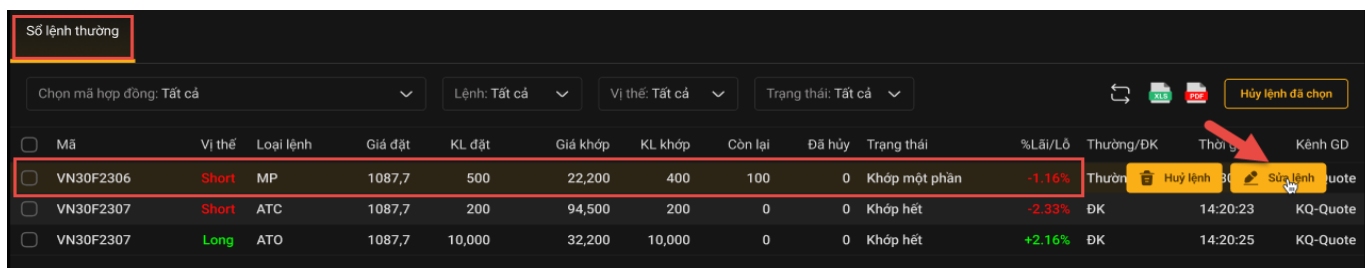 Sổ lệnh thường
Chọn mã hợp đồng: Tất cả Lệnh: Tất cả Vị thế: Tất cả Trạng thái: Tất cả XLS PDF Hủy lệnh đã chọn
Mã Vị thế Loại lệnh Giá đặt KL đặt Giá khớp KL khớp Còn lại Đã hủy Trạng thái %Lãi/Lỗ Thường/ĐK Kênh GD
VN30F2306 Short MP 1087,7 500 22,200 400 100 0 Khớp một phần -1.16% Huỷ lệnh Sửa lệnh
VN30F2307 Short ATC 1087,7 200 94,500 200 0 0 Khớp hết -2.33% ĐK 14:20:23 KQ-Quote
VN30F2307 Long ATO 1087,7 10,000 32,200 10,000 0 0 Khớp hết +2.16% ĐK 14:20:25 KQ-Quote